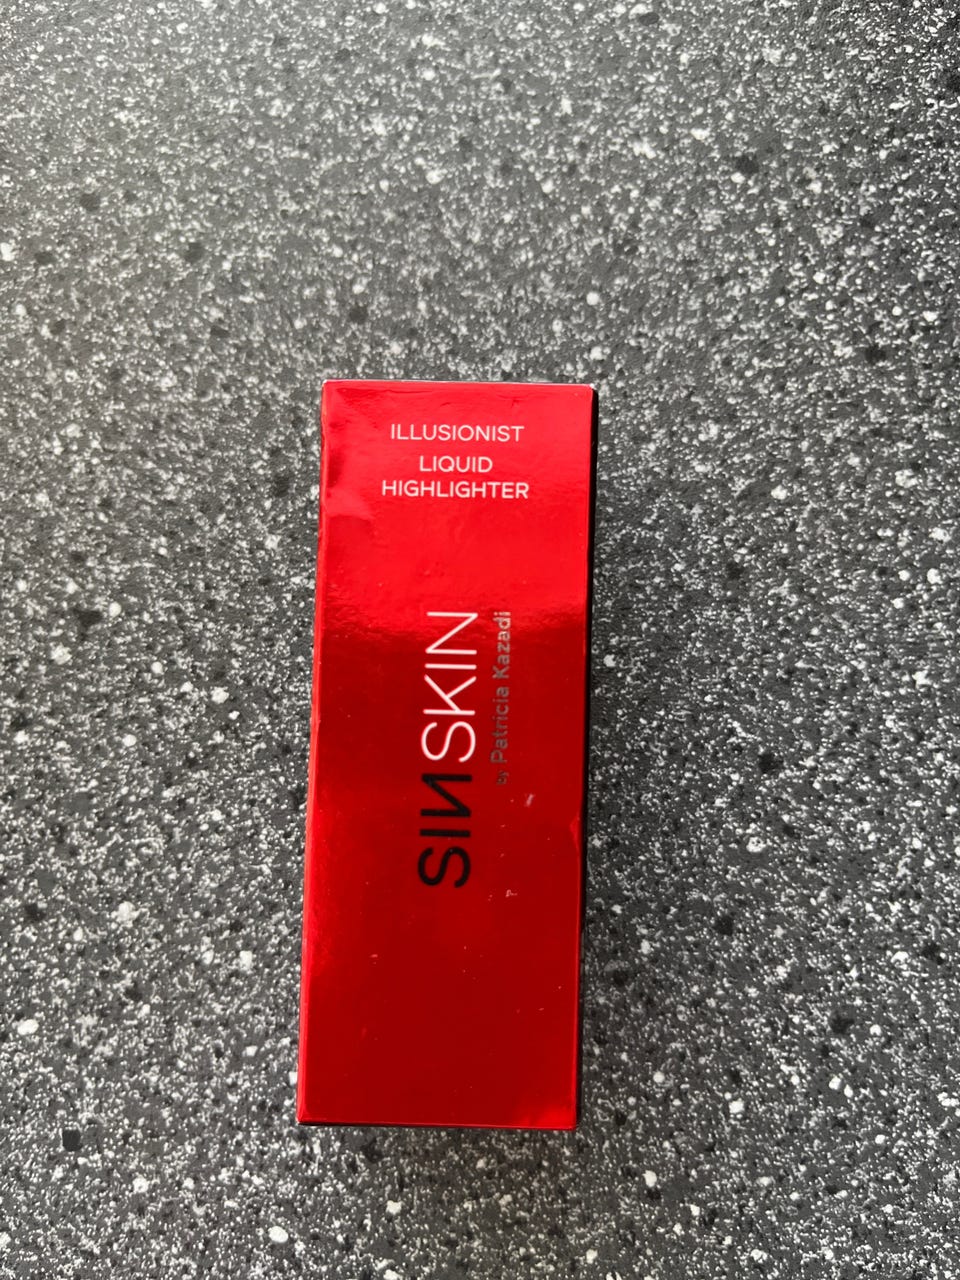 ILLUSIONIST
LIQUID
HIGHLIGHTER
SINSKIN
by Patricia Kazadi